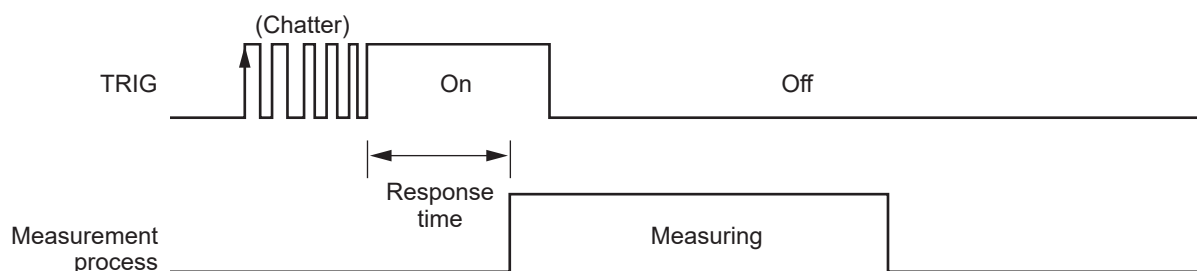 (Chatter)
TRIG
On
Off
Response
time
Measurement
process
Measuring